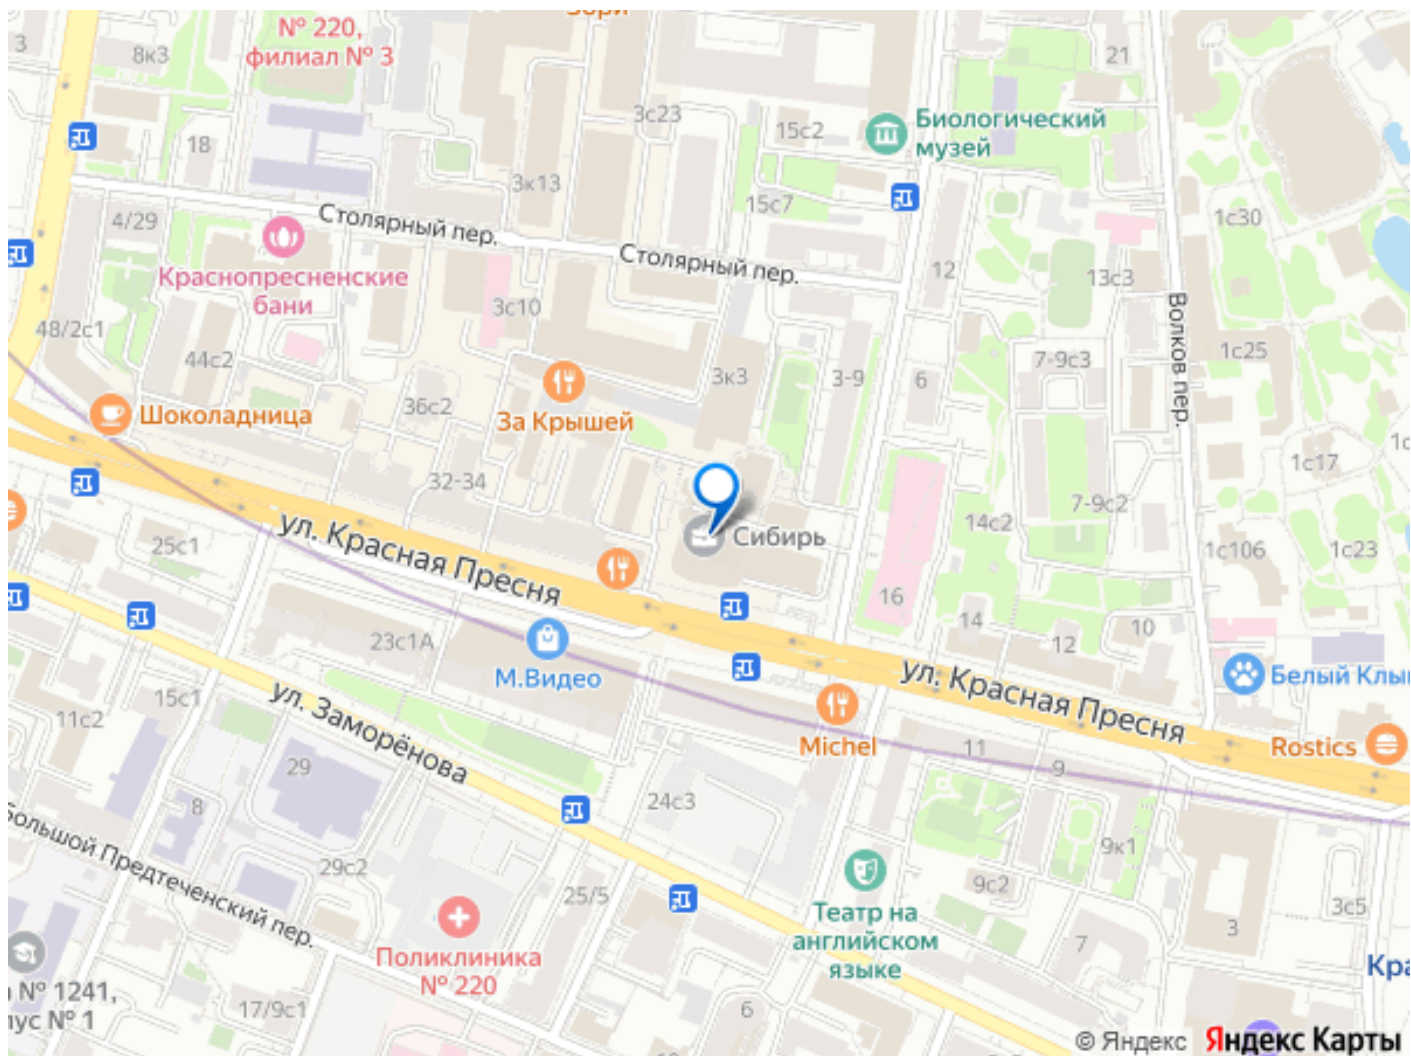 № 220,
филиал № 3
3
8к3
21
3с23
15с2
Биологический
музей
18
3к13
15с7
4/29
Столярный пер.
1с30
Краснопресненские
бани
Столярный пер.
12
13с3
3с10
48/2с1
44с2
Волков пер.
1с25
7-9с3
3к3
3-9
6
36с2
Шоколадница
За Крышей
32-34
1с17
7-9с2
14с2
Сибирь
ул. Красная Пресня
25с1
1с106
1с23
16
14
12
10
23с1А
М.Видео
ул. Красная Пресня
Белый Клы
15с1
11с2
ул. Заморёнова
Michel
11
9
Rostics
29
8
24с3
большой Предтеченский пер.
29с2
25/5
9к1
9с2
3с5
Театр на
английском
языке
7
3
Поликлиника
№ 220
Кра
№ 1241,
пус № 1
17/9с1
6
© Яндекс Яндекс Карты